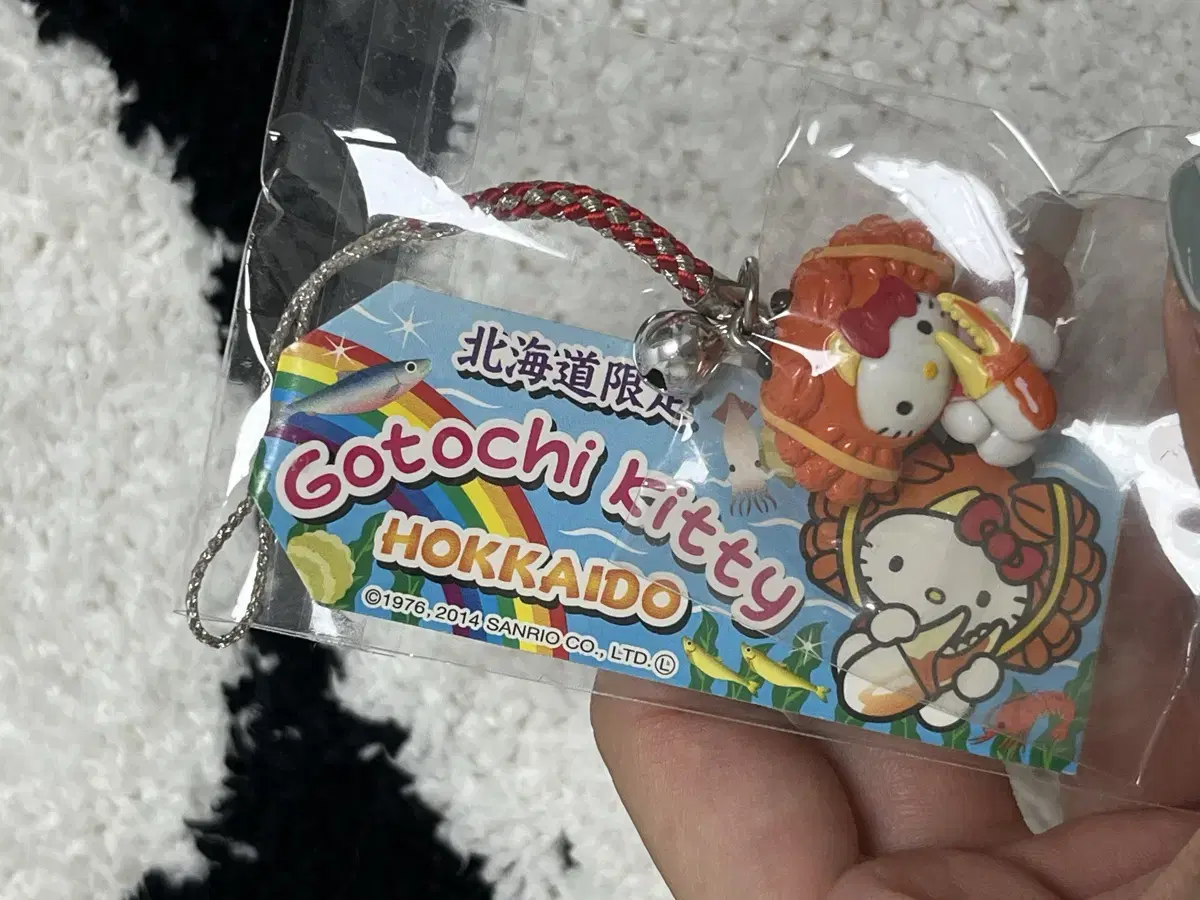 北海道限定
Gotochi Kitty
HOKKAIDO
©1976, 2014 SANRIO CO., LTD. Ⓛ